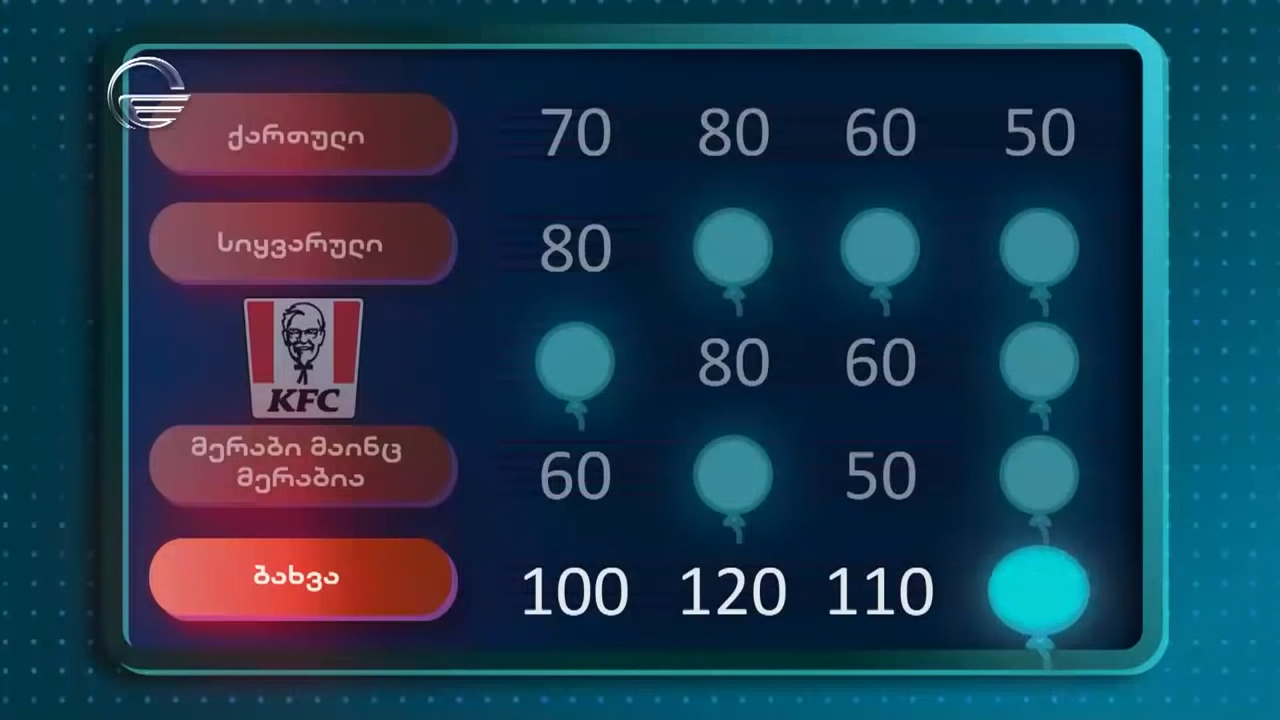 ქართული 70 80 60 50
სიყვარული 80
KFC 80 60
მერაბი მაინც
მერაბია 60 50
ბახვა 100 120 110